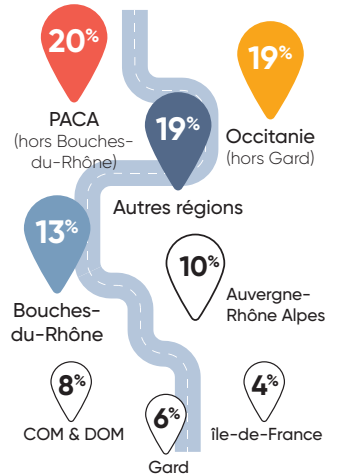 20%
PACA
(hors Bouches-
du-Rhône)
19%
Occitanie
(hors Gard)
19%
Autres régions
13%
Bouches-
du-Rhône
10%
Auvergne-
Rhône Alpes
8%
COM & DOM
6%
Gard
4%
île-de-France